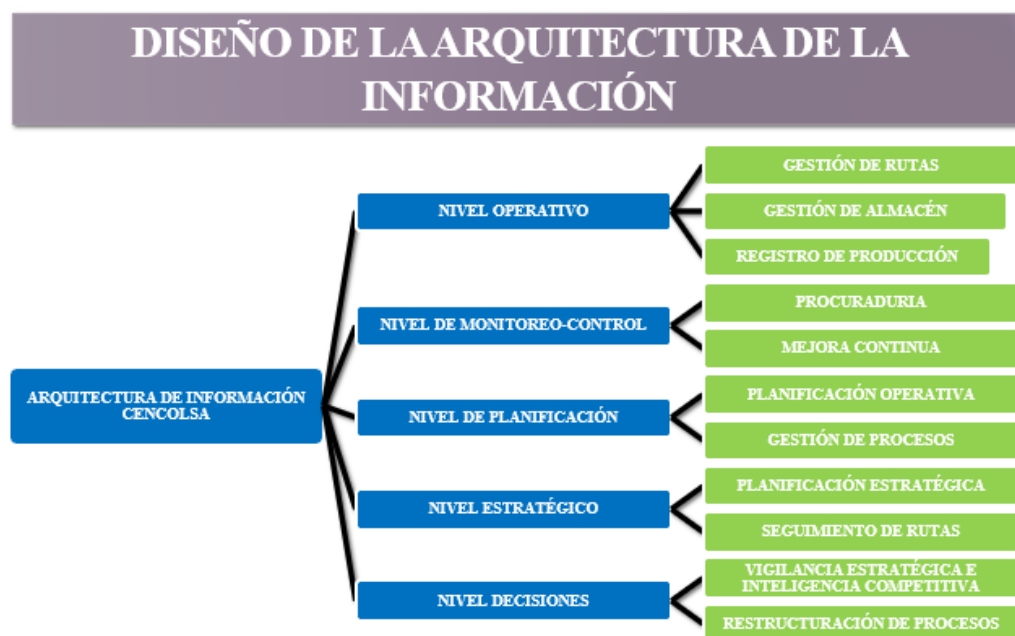 DISEÑO DE LA ARQUITECTURA DE LA
INFORMACIÓN
ARQUITECTURA DE INFORMACIÓN
CENCOLSA
NIVEL OPERATIVO
GESTIÓN DE RUTAS
GESTIÓN DE ALMACÉN
REGISTRO DE PRODUCCIÓN
NIVEL DE MONITOREO-CONTROL
PROCURADURIA
MEJORA CONTINUA
NIVEL DE PLANIFICACIÓN
PLANIFICACIÓN OPERATIVA
GESTIÓN DE PROCESOS
NIVEL ESTRATÉGICO
PLANIFICACIÓN ESTRATÉGICA
SEGUIMIENTO DE RUTAS
NIVEL DECISIONES
VIGILANCIA ESTRATÉGICA E
INTELIGENCIA COMPETITIVA
RESTRUCTURACIÓN DE PROCESOS